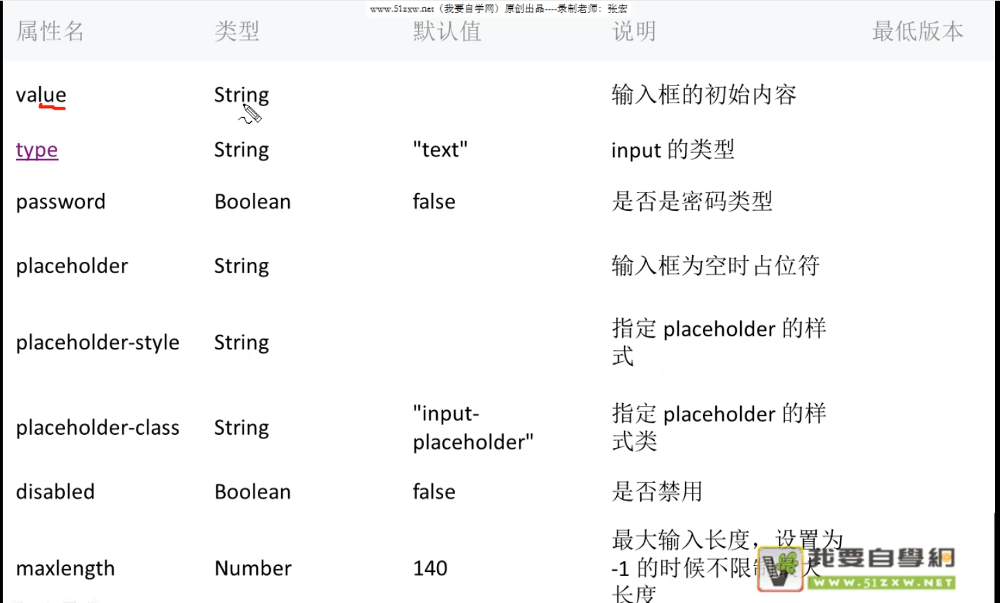 www.51zxw.net（我要自学网）原创出品----录制老师：张宏
属性名 类型 默认值 说明 最低版本
value String 输入框的初始内容
type String "text" input 的类型
password Boolean false 是否是密码类型
placeholder String 输入框为空时占位符
placeholder-style String 指定 placeholder 的样
式
placeholder-class String "input-
placeholder" 指定 placeholder 的样
式类
disabled Boolean false 是否禁用
maxlength Number 140 最大输入长度，设置为
-1 的时候不限制最大
长度
我要自學網
WWW.51ZXW.NET